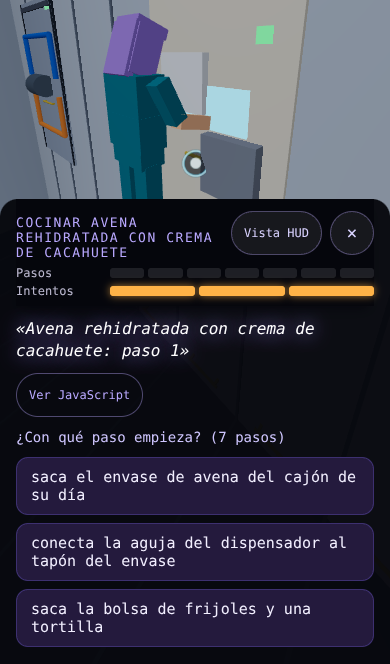 COCINAR AVENA
REHIDRATADA CON CREMA
DE CACAHUETE
Vista HUD
×
Pasos
Intentos
«Avena rehidratada con crema de
cacahuete: paso 1»
Ver JavaScript
¿Con qué paso empieza? (7 pasos)
saca el envase de avena del cajón de
su día
conecta la aguja del dispensador al
tapón del envase
saca la bolsa de frijoles y una
tortilla